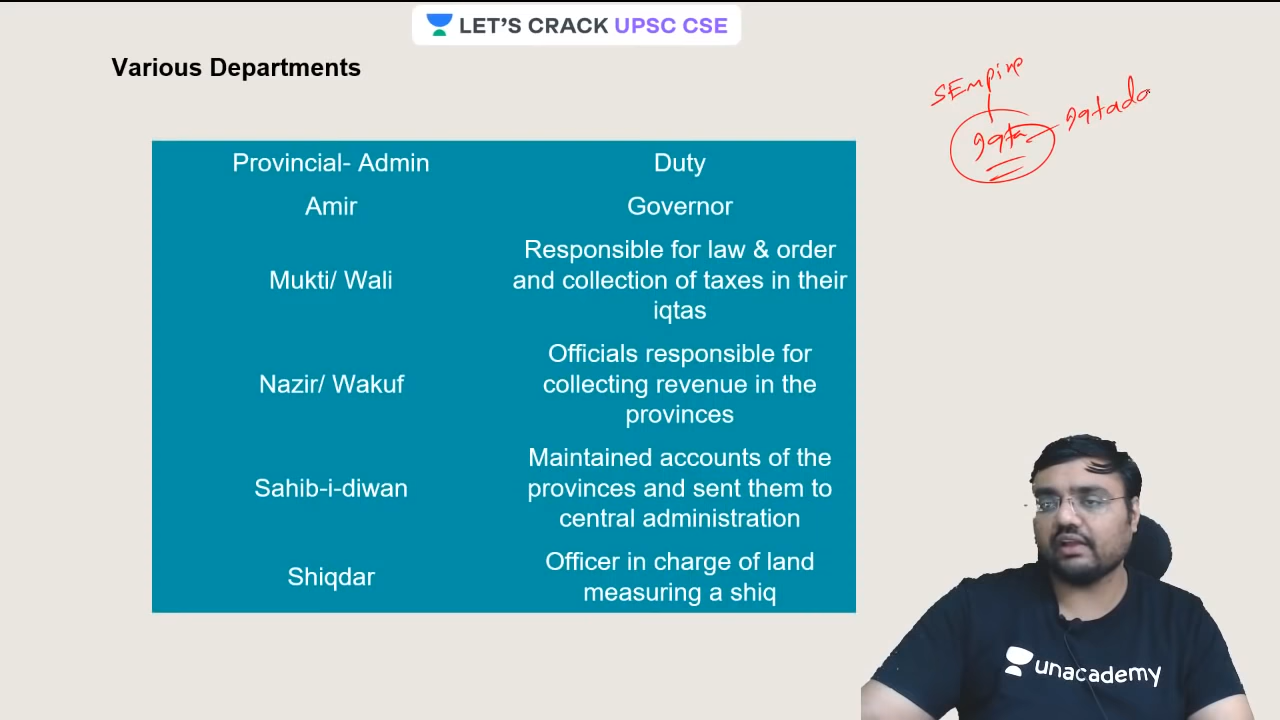 LET'S CRACK UPSC CSE
Various Departments
SEmpire
Iqta
Iqtada
Provincial- Admin Duty
Amir Governor
Mukti/ Wali Responsible for law & order
and collection of taxes in their
iqtas
Nazir/ Wakuf Officials responsible for
collecting revenue in the
provinces
Sahib-i-diwan Maintained accounts of the
provinces and sent them to
central administration
Shiqdar Officer in charge of land
measuring a shiq
unacademy